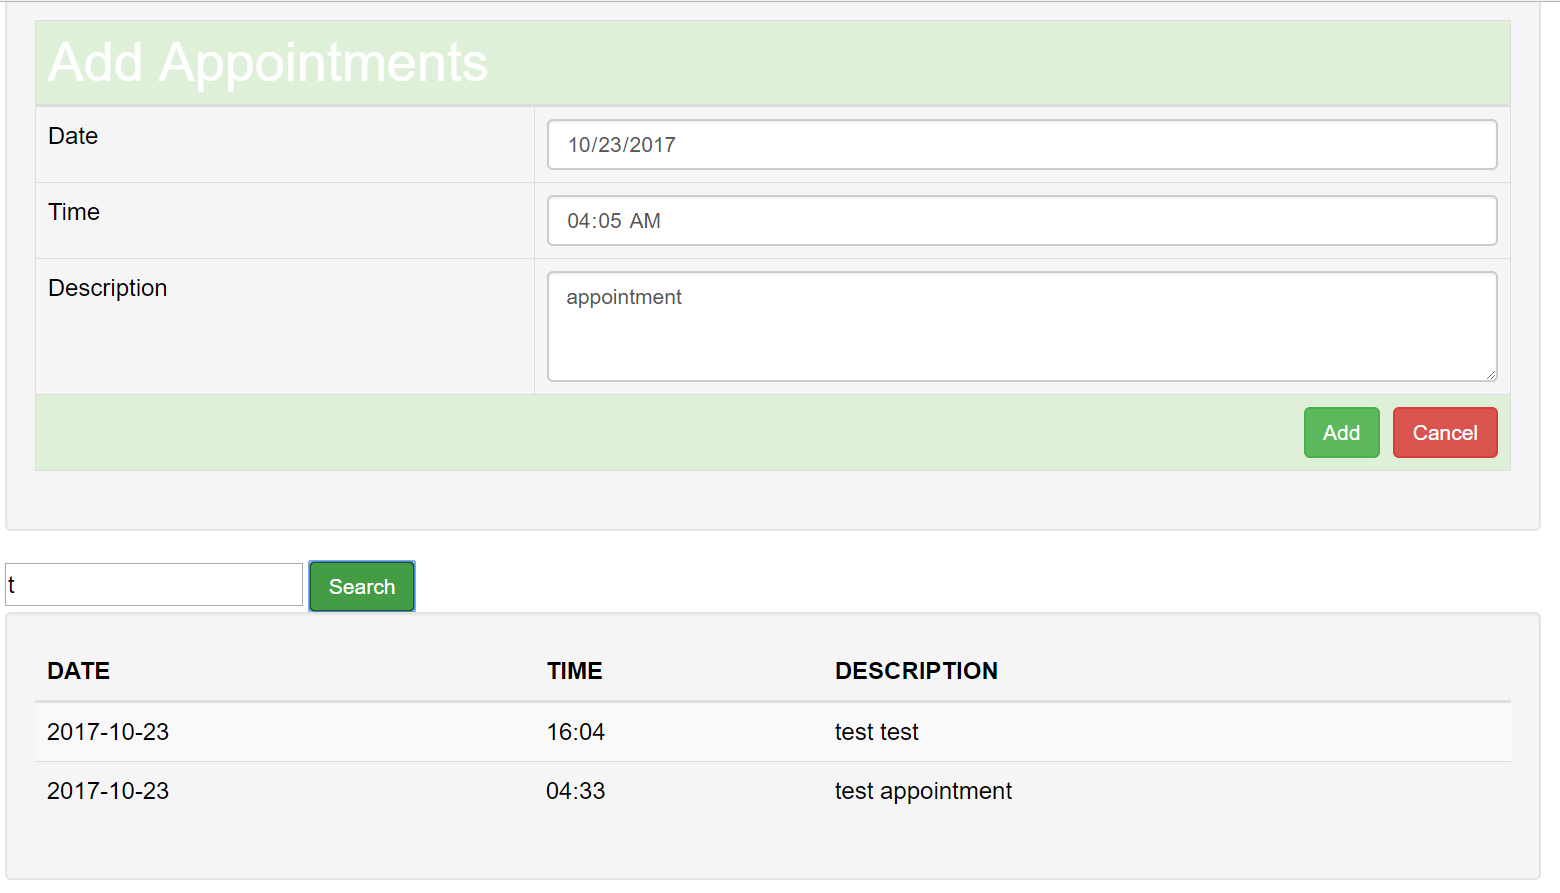 Add Appointments
Date 10/23/2017
Time 04:05 AM
Description appointment
Add Cancel
t Search
DATE TIME DESCRIPTION
2017-10-23 16:04 test test
2017-10-23 04:33 test appointment